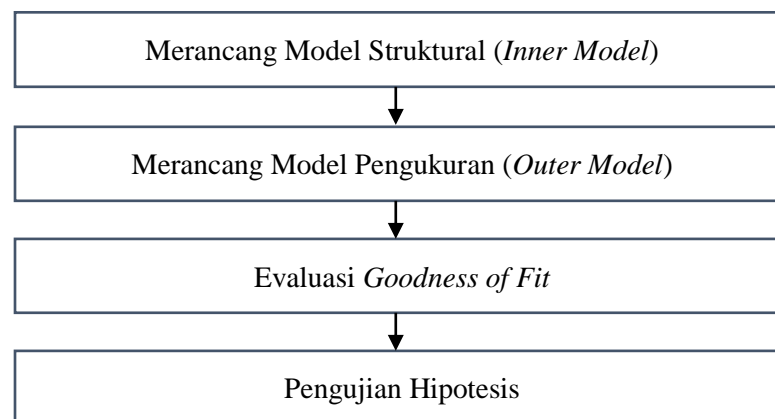 Merancang Model Struktural (Inner Model)
Merancang Model Pengukuran (Outer Model)
Evaluasi Goodness of Fit
Pengujian Hipotesis